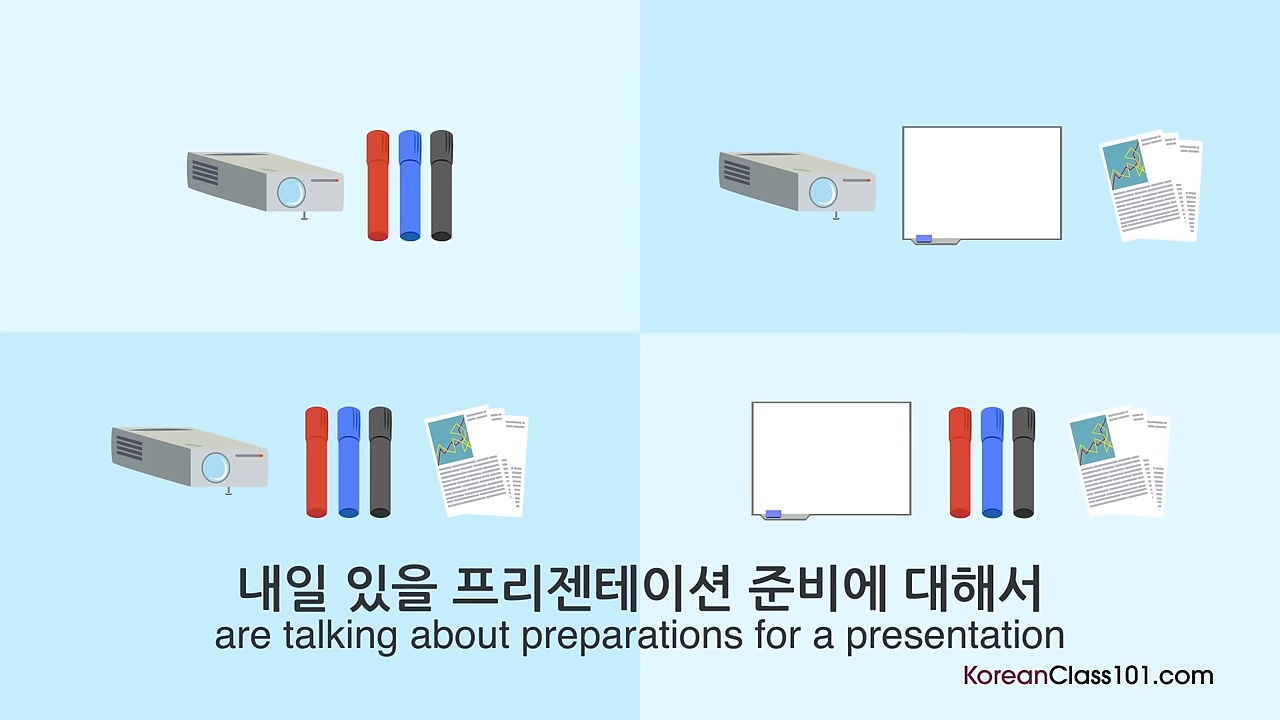 내일 있을 프리젠테이션 준비에 대해서
are talking about preparations for a presentation
KoreanClass101.com